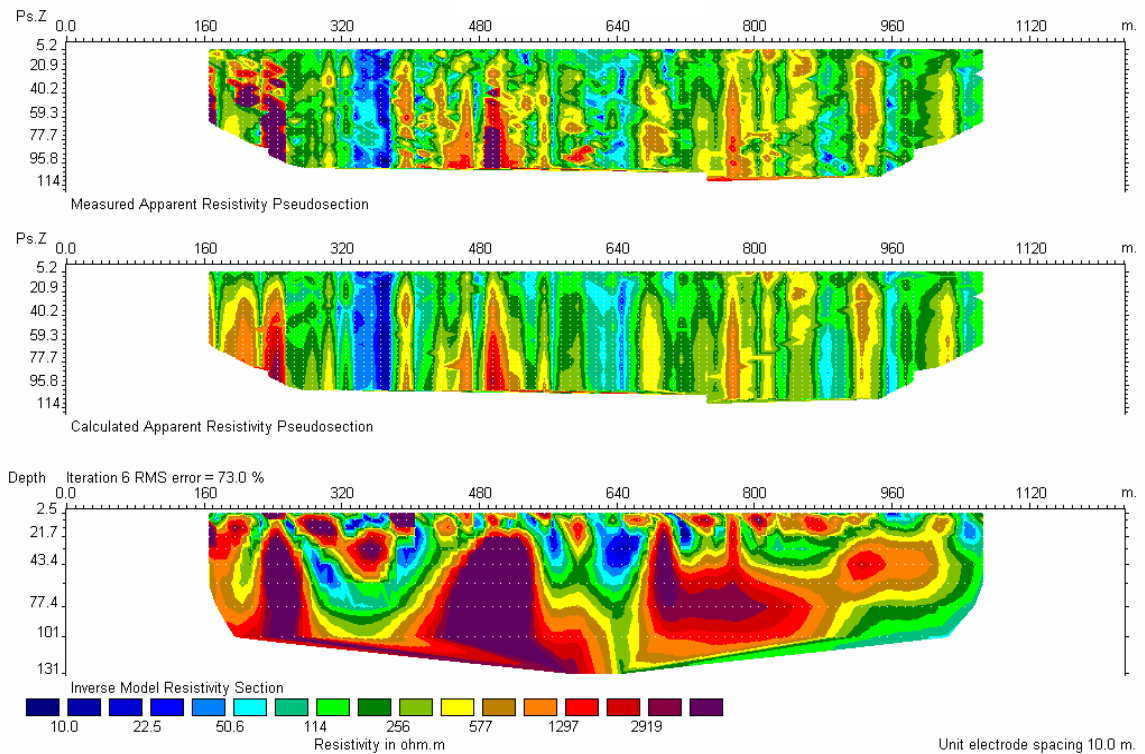 Ps.Z 0.0 160 320 480 640 800 960 1120 m.
5.2
20.9
40.2
59.3
77.7
95.8
114
Measured Apparent Resistivity Pseudosection
Ps.Z 0.0 160 320 480 640 800 960 1120 m.
5.2
20.9
40.2
59.3
77.7
95.8
114
Calculated Apparent Resistivity Pseudosection
Depth Iteration 6 RMS error = 73.0 %
0.0 160 320 480 640 800 960 1120 m.
2.5
21.7
43.4
77.4
101
131
Inverse Model Resistivity Section
10.0 22.5 50.6 114 256 577 1297 2919
Resistivity in ohm.m Unit electrode spacing 10.0 m.